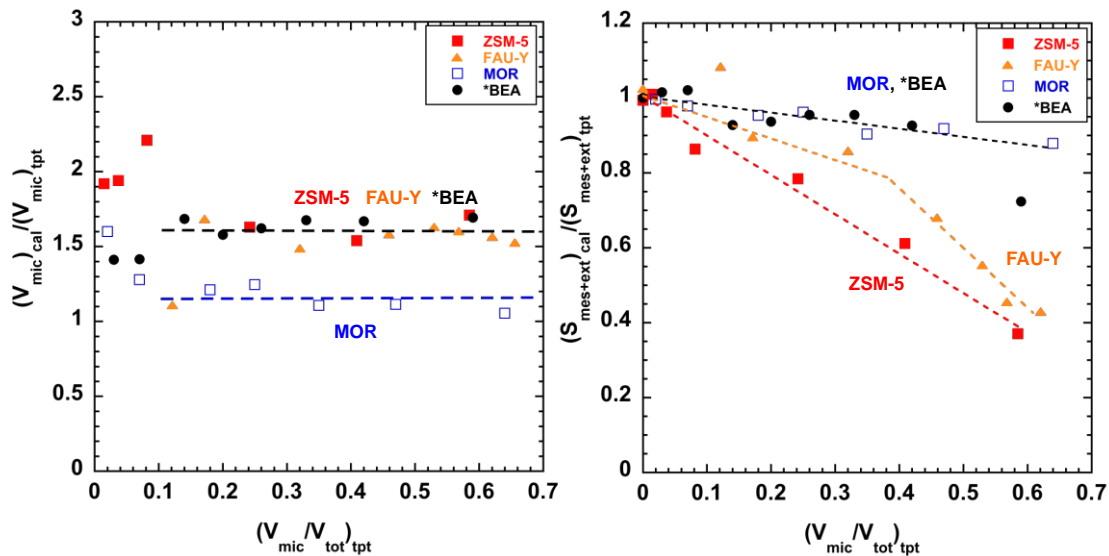 3
2.5
2
1.5
1
0.5
0
0 0.1 0.2 0.3 0.4 0.5 0.6 0.7
(V_mic)_cal/(V_mic)_tpt
(V_mic/V_tot)_tpt
ZSM-5
FAU-Y
MOR
*BEA
ZSM-5 FAU-Y *BEA
MOR
1.2
1
0.8
0.6
0.4
0.2
0
0 0.1 0.2 0.3 0.4 0.5 0.6 0.7
(S_mes+ext)_cal/(S_mes+ext)_tpt
(V_mic/V_tot)_tpt
ZSM-5
FAU-Y
MOR
*BEA
MOR, *BEA
FAU-Y
ZSM-5